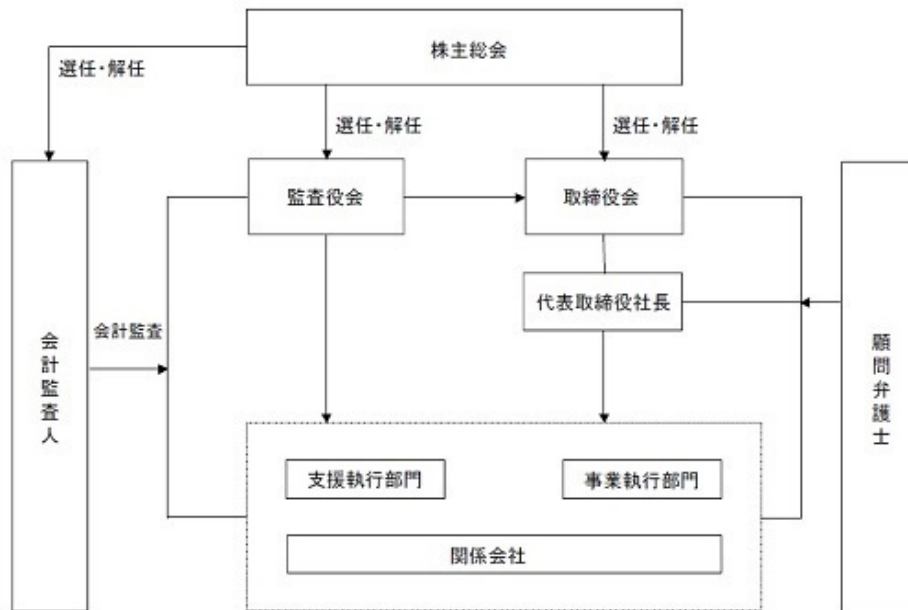 株主総会
選任・解任
選任・解任
選任・解任
監査役会
取締役会
代表取締役社長
会計監査
会計監査人
顧問弁護士
支援執行部門
事業執行部門
関係会社